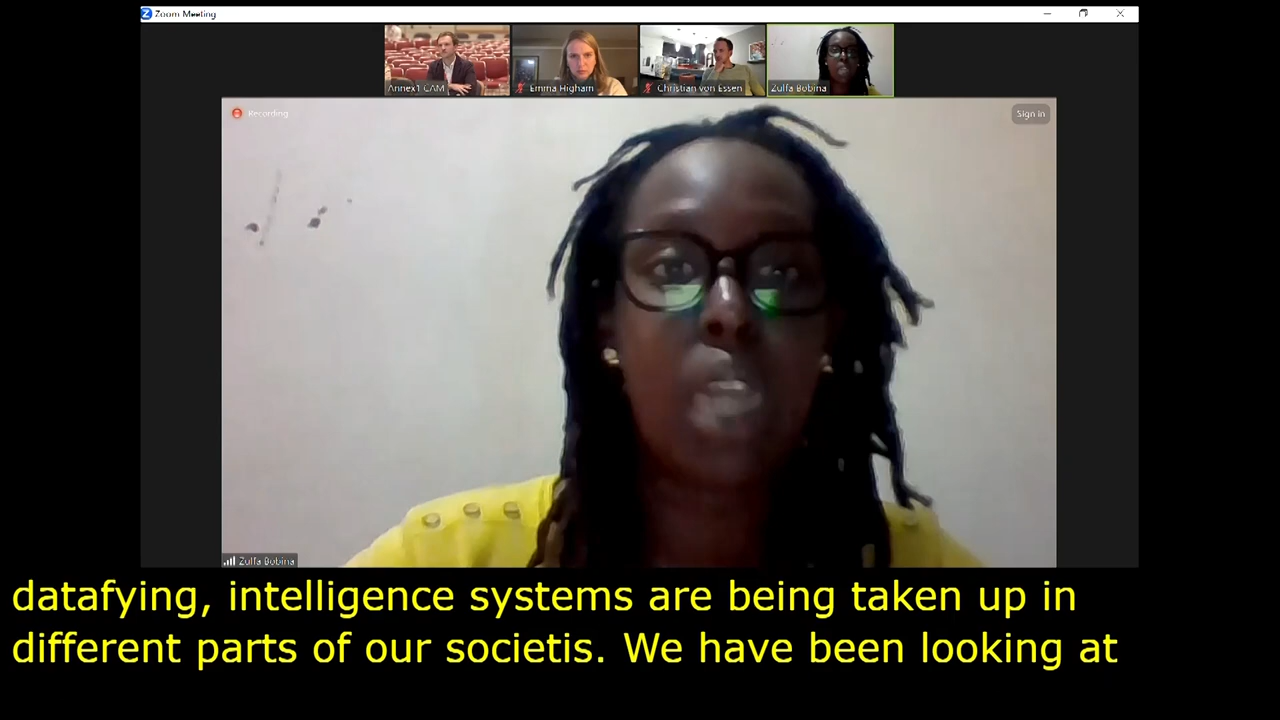 Zoom Meeting
Annex1 CAM
Emma Higham
Christian von Essen
Zulfa Bobina
Recording
Sign in
Zulfa Bobina
datafying, intelligence systems are being taken up in
different parts of our societis. We have been looking at